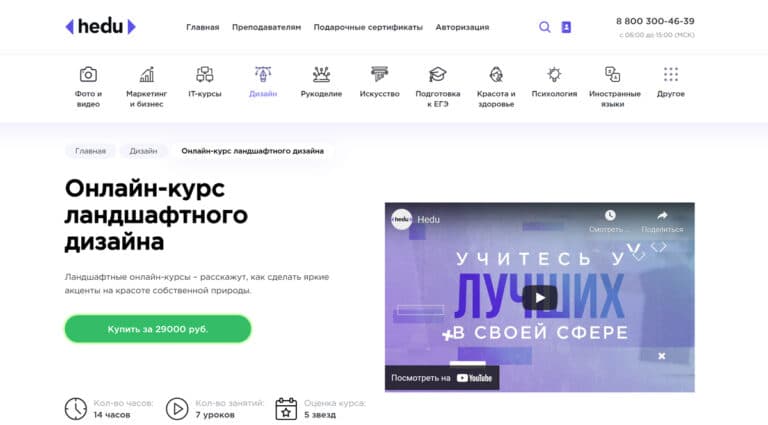 hedu
Главная Преподавателям Подарочные сертификаты Авторизация
8 800 300-46-39
с 06:00 до 15:00 (МСК)
Фото и видео
Маркетинг и бизнес
IT-курсы
Дизайн
Рукоделие
Искусство
Подготовка к ЕГЭ
Красота и здоровье
Психология
Иностранные языки
Другое
Главная Дизайн Онлайн-курс ландшафтного дизайна
Онлайн-курс
ландшафтного
дизайна
Ландшафтные онлайн-курсы – расскажут, как сделать яркие
акценты на красоте собственной природы.
Купить за 29000 руб.
Кол-во часов:
14 часов
Кол-во занятий:
7 уроков
Оценка курса:
5 звезд
hedu
Hedu
Смотреть ...
Поделиться
УЧИТЕСЬ У
ЛУЧШИХ
В СВОЕЙ СФЕРЕ
Посмотреть на YouTube